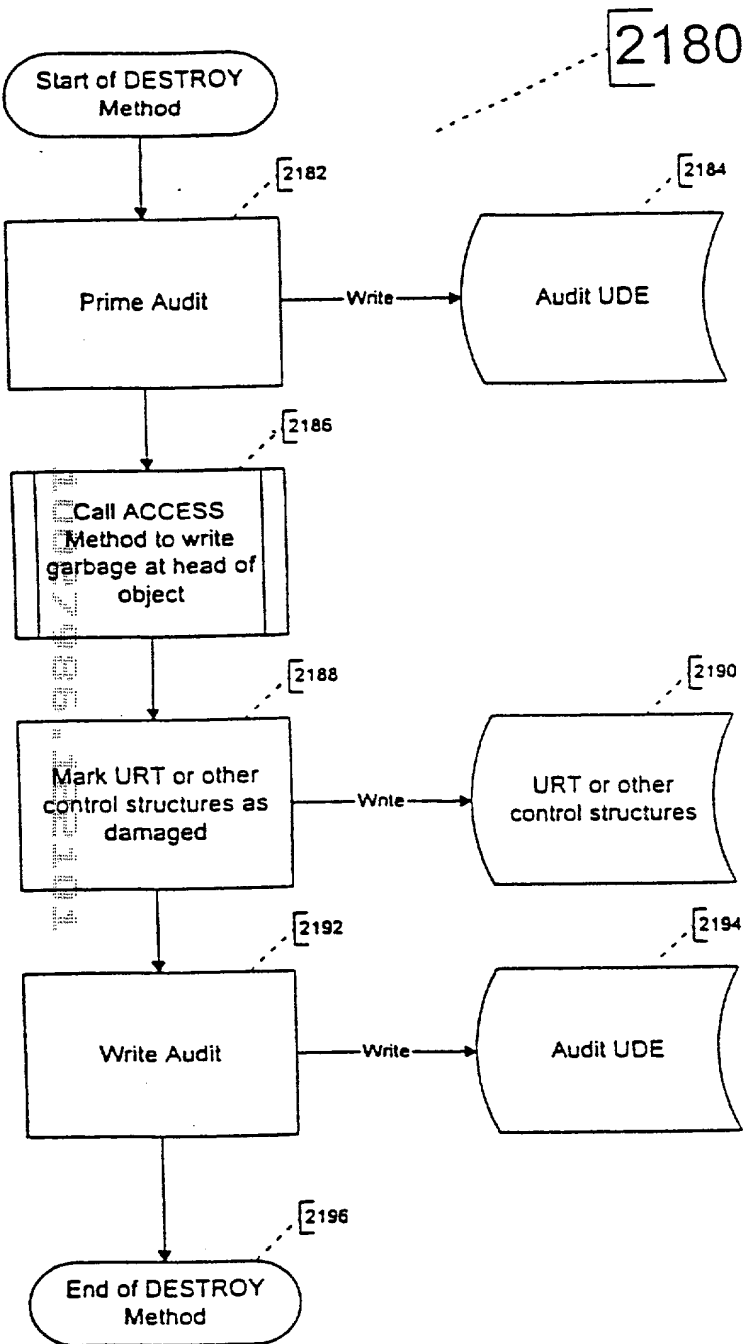 2180
Start of DESTROY
Method
2182
2184
Prime Audit
Write
Audit UDE
2186
Call ACCESS
Method to write
garbage at head of
object
2188
2190
Mark URT or other
control structures as
damaged
Write
URT or other
control structures
2192
2194
Write Audit
Write
Audit UDE
2196
End of DESTROY
Method